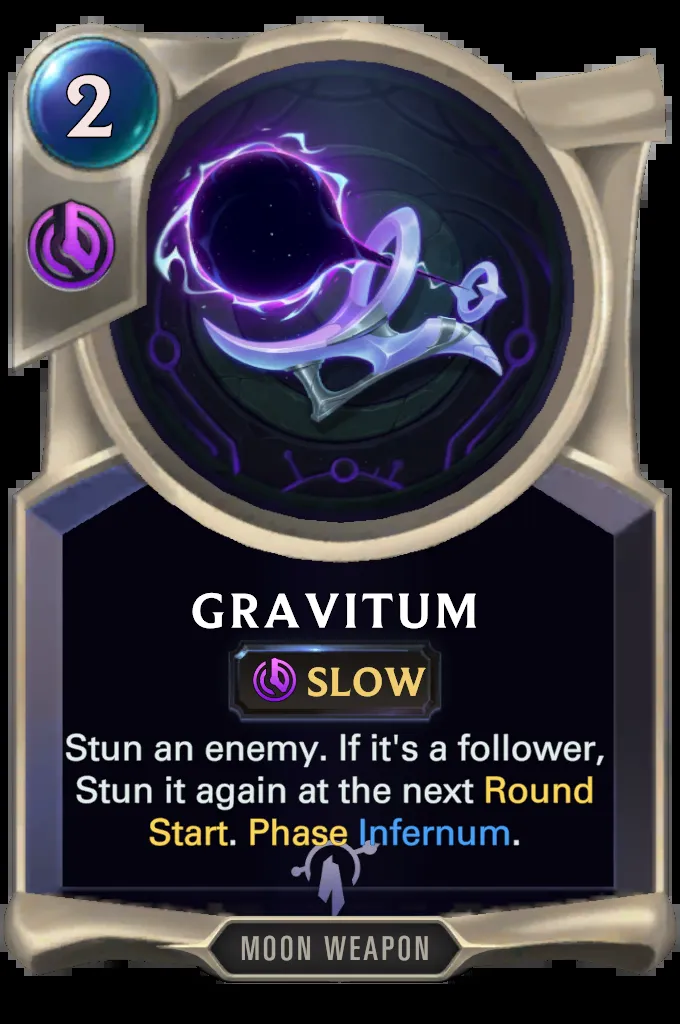 2
GRAVITUM
SLOW
Stun an enemy. If it's a follower,
Stun it again at the next Round
Start. Phase Infernum.
MOON WEAPON